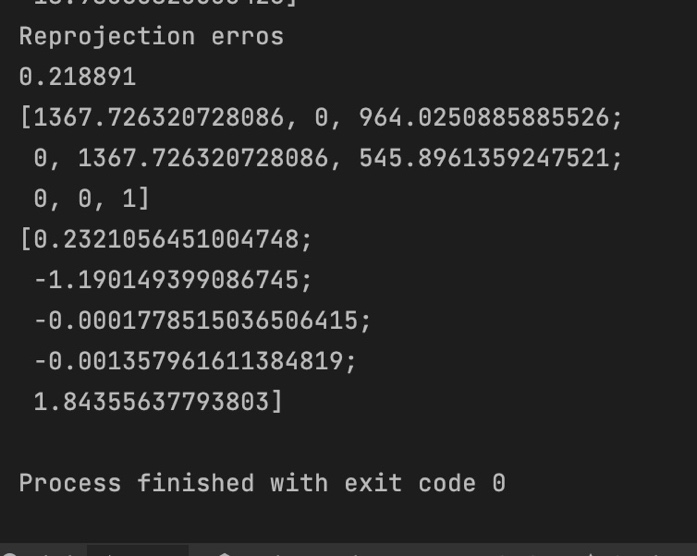 Reprojection erros
0.218891
[1367.726320728086, 0, 964.0250885885526;
0, 1367.726320728086, 545.8961359247521;
0, 0, 1]
[0.2321056451004748;
-1.190149399086745;
-0.0001778515036506415;
-0.001357961611384819;
1.84355637793803]
Process finished with exit code 0